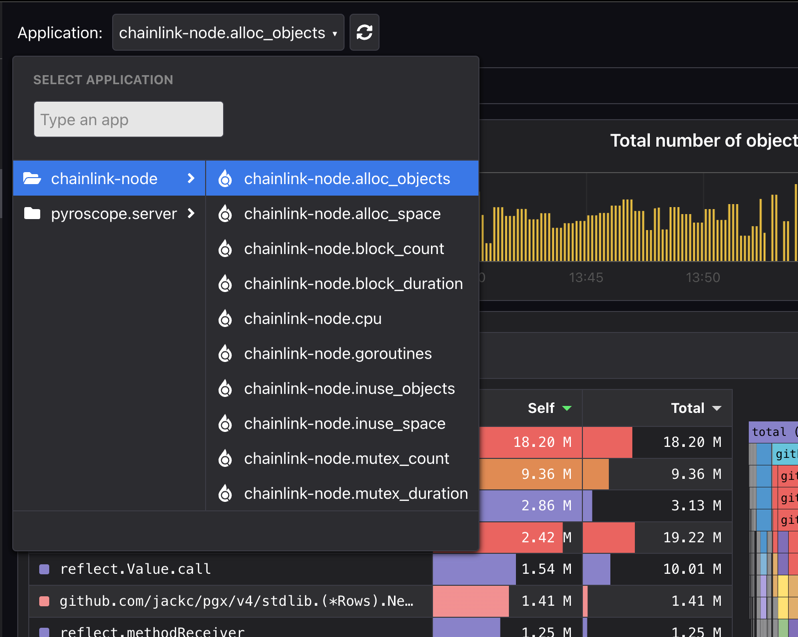 Application: chainlink-node.alloc_objects
SELECT APPLICATION
Type an app
chainlink-node
pyroscope.server
chainlink-node.alloc_objects
chainlink-node.alloc_space
chainlink-node.block_count
chainlink-node.block_duration
chainlink-node.cpu
chainlink-node.goroutines
chainlink-node.inuse_objects
chainlink-node.inuse_space
chainlink-node.mutex_count
chainlink-node.mutex_duration
Total number of object
0 13:45 13:50
Self Total
18.20 M 18.20 M
9.36 M 9.36 M
2.86 M 3.13 M
2.42 M 19.22 M
reflect.Value.call 1.54 M 10.01 M
github.com/jackc/pgx/v4/stdlib.(*Rows).Ne… 1.41 M 1.41 M
reflect.methodReceiver 1.25 M 1.25 M
total (
git
git
git
git